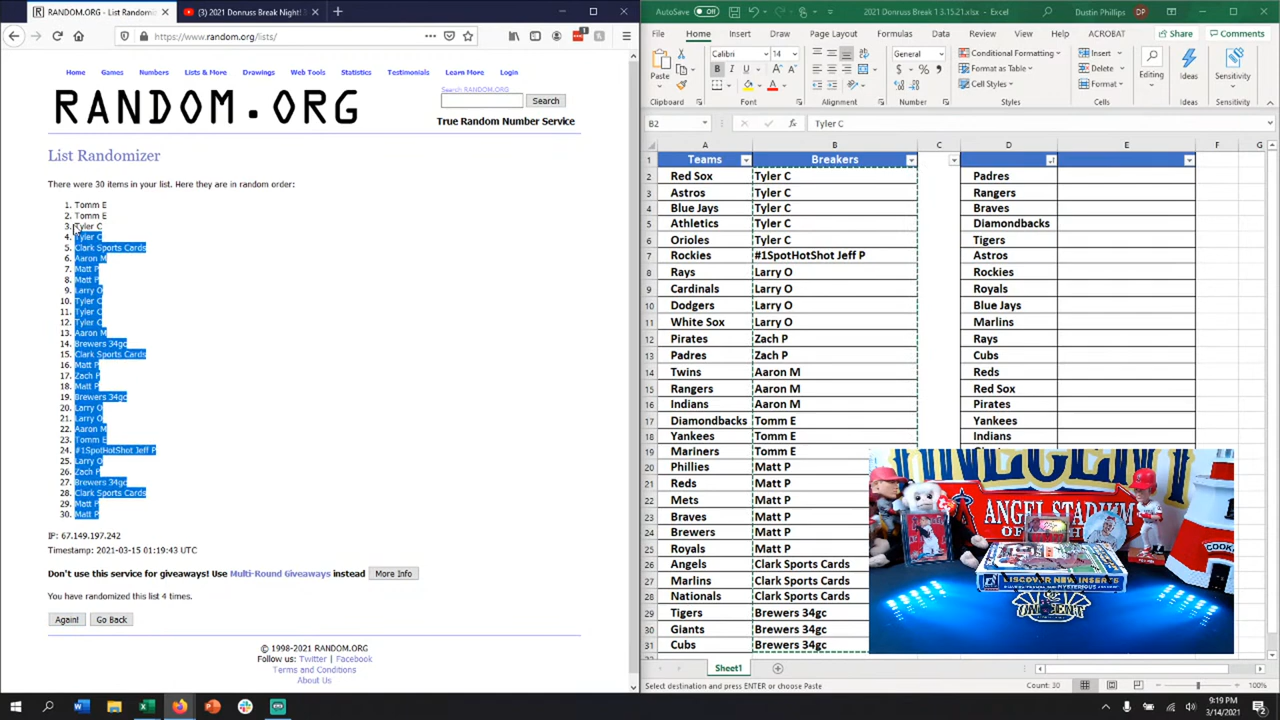 RANDOM.ORG - List Randomiz
(3) 2021 Donruss Break Night!
https://www.random.org/lists/
Home Games Numbers Lists & More Drawings Web Tools Statistics Testimonials Learn More Login
Search RANDOM.ORG
RANDOM.ORG
Search
True Random Number Service
List Randomizer
There were 30 items in your list. Here they are in random order:
1. Tomm E
2. Tomm E
3. Tyler C
4. Tyler C
5. Clark Sports Cards
6. Aaron M
7. Matt P
8. Matt P
9. Larry O
10. Tyler C
11. Tyler C
12. Tyler C
13. Aaron M
14. Brewers 34gc
15. Clark Sports Cards
16. Matt P
17. Zach P
18. Matt P
19. Brewers 34gc
20. Larry O
21. Larry O
22. Aaron M
23. Tomm E
24. #1SpotHotShot Jeff P
25. Larry O
26. Zach P
27. Brewers 34gc
28. Clark Sports Cards
29. Matt P
30. Matt P
IP: 67.149.197.242
Timestamp: 2021-03-15 01:19:43 UTC
Don't use this service for giveaways! Use Multi-Round Giveaways instead More Info
You have randomized this list 4 times.
Again! Go Back
© 1998-2021 RANDOM.ORG
Follow us: Twitter | Facebook
Terms and Conditions
About Us
AutoSave Off 2021 Donruss Break 1 3.15.21.xlsx - Excel Dustin Phillips DP
File Home Insert Draw Page Layout Formulas Data Review View Help ACROBAT Share Comments
Paste Calibri 14 General Conditional Formatting Insert Editing Ideas Sensitivity
Format as Table Delete
Cell Styles Format
Clipboard Font Alignment Number Styles Cells Ideas Sensitivity
B2 Tyler C
A B C D E F G
1 Teams Breakers
2 Red Sox Tyler C Padres
3 Astros Tyler C Rangers
4 Blue Jays Tyler C Braves
5 Athletics Tyler C Diamondbacks
6 Orioles Tyler C Tigers
7 Rockies #1SpotHotShot Jeff P Astros
8 Rays Larry O Rockies
9 Cardinals Larry O Royals
10 Dodgers Larry O Blue Jays
11 White Sox Larry O Marlins
12 Pirates Zach P Rays
13 Padres Zach P Cubs
14 Twins Aaron M Reds
15 Rangers Aaron M Red Sox
16 Indians Aaron M Pirates
17 Diamondbacks Tomm E Yankees
18 Yankees Tomm E Indians
19 Mariners Tomm E
20 Phillies Matt P
21 Reds Matt P
22 Mets Matt P
23 Braves Matt P
24 Brewers Matt P
25 Royals Matt P
26 Angels Clark Sports Cards
27 Marlins Clark Sports Cards
28 Nationals Clark Sports Cards
29 Tigers Brewers 34gc
30 Giants Brewers 34gc
31 Cubs Brewers 34gc
ANGEL STADIUM
DISCOVER NEW INSERTS
Sheet1
Select destination and press ENTER or choose Paste Count: 30 100%
9:19 PM
3/14/2021